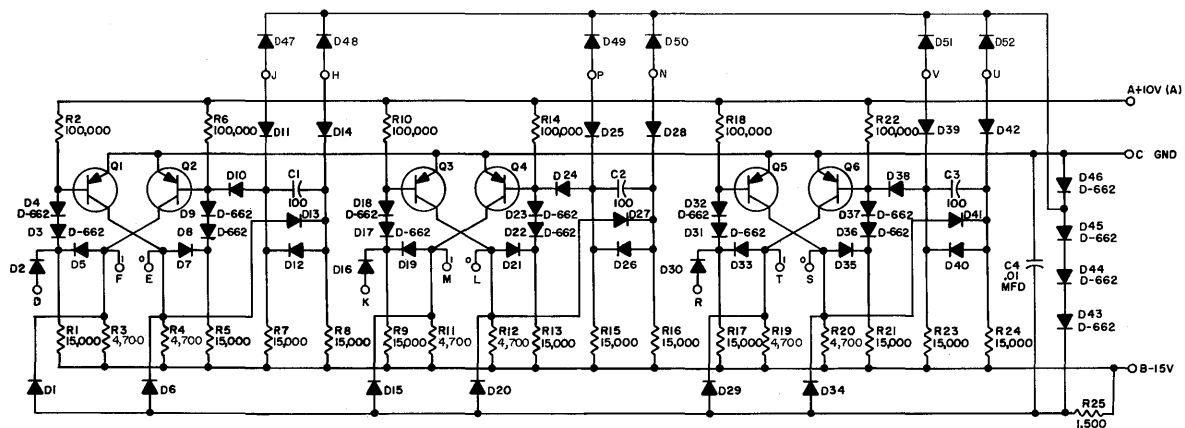 D47 D48 D49 D50 D51 D52
J H P N V U
A+10V (A)
R2 100,000 R6 100,000 D11 D14 R10 100,000 R14 100,000 D25 D28 R18 100,000 R22 100,000 D39 D42
C GND
Q1 Q2 D10 C1 100 Q3 Q4 D24 C2 100 Q5 Q6 D38 C3 100
D46 D-662
D4 D-662 D9 D-662 D13 D18 D-662 D23 D-662 D27 D32 D-662 D37 D-662 D41
D3 D-662 D8 D-662 D17 D-662 D22 D-662 D31 D-662 D36 D-662
D45 D-662
D2 D5 D7 D12 D16 D19 D21 D26 D30 D33 D35 D40
D 1 F 0 E K 1 M 0 L R 1 T 0 S
C4 .01 MFD
D44 D-662
D43 D-662
R1 15,000 R3 4,700 R4 4,700 R5 15,000 R7 15,000 R8 15,000 R9 15,000 R11 4,700 R12 4,700 R13 15,000 R15 15,000 R16 15,000 R17 15,000 R19 4,700 R20 4,700 R21 15,000 R23 15,000 R24 15,000
B-15V
D1 D6 D15 D20 D29 D34
R25 1,500